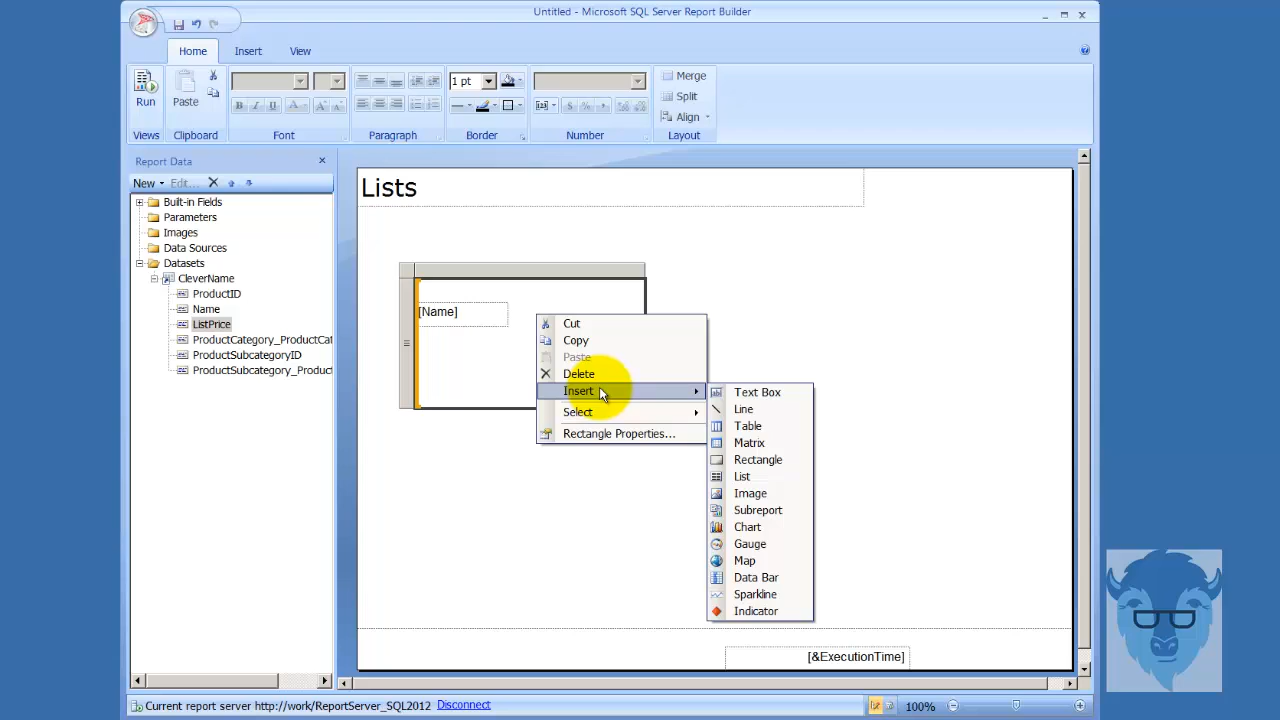 Untitled - Microsoft SQL Server Report Builder
Home Insert View
Run
Paste
1 pt
Merge
Split
Align
Views Clipboard Font Paragraph Border Number Layout
Report Data
New Edit...
Built-in Fields
Parameters
Images
Data Sources
Datasets
CleverName
ProductID
Name
ListPrice
ProductCategory_ProductCat
ProductSubcategoryID
ProductSubcategory_Product
Lists
[Name]
Cut
Copy
Paste
Delete
Insert
Select
Rectangle Properties...
Text Box
Line
Table
Matrix
Rectangle
List
Image
Subreport
Chart
Gauge
Map
Data Bar
Sparkline
Indicator
[&ExecutionTime]
Current report server http://work/ReportServer_SQL2012 Disconnect
100%